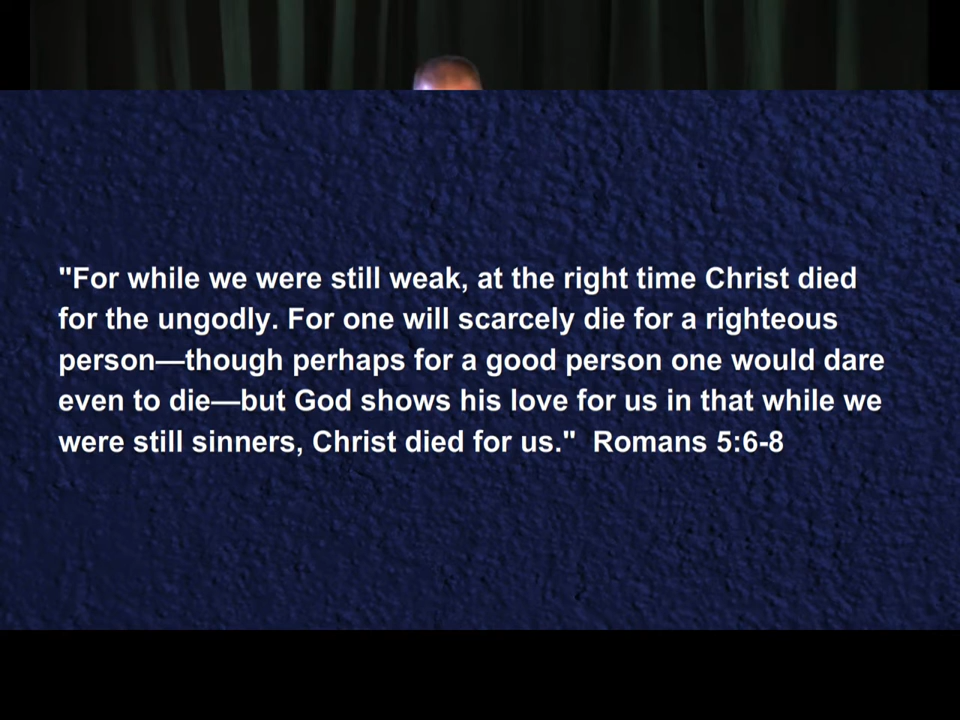 "For while we were still weak, at the right time Christ died
for the ungodly. For one will scarcely die for a righteous
person—though perhaps for a good person one would dare
even to die—but God shows his love for us in that while we
were still sinners, Christ died for us."  Romans 5:6-8